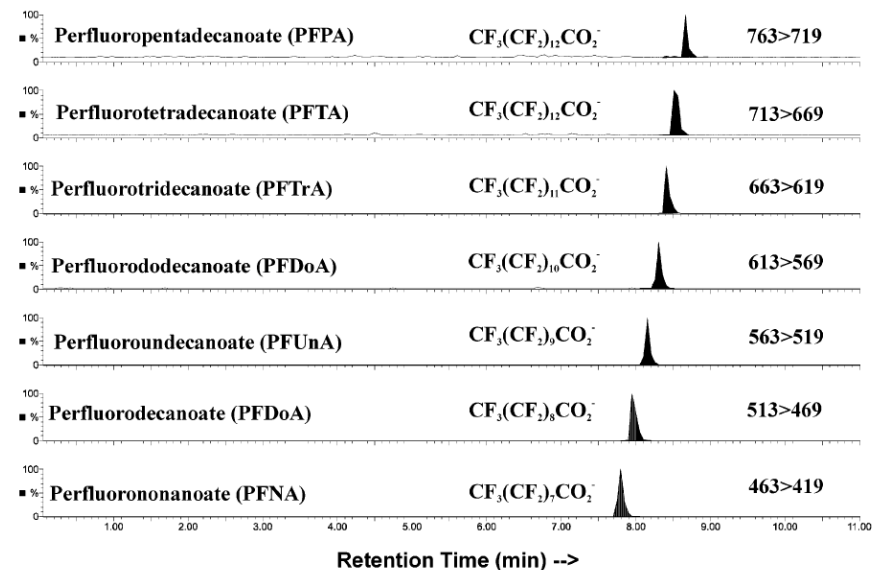 100
%
0
Perfluoropentadecanoate (PFPA) CF₃(CF₂)₁₂CO₂⁻ 763>719
100
%
0
Perfluorotetradecanoate (PFTA) CF₃(CF₂)₁₂CO₂⁻ 713>669
100
%
0
Perfluorotridecanoate (PFTrA) CF₃(CF₂)₁₁CO₂⁻ 663>619
100
%
0
Perfluorododecanoate (PFDoA) CF₃(CF₂)₁₀CO₂⁻ 613>569
100
%
0
Perfluoroundecanoate (PFUnA) CF₃(CF₂)₉CO₂⁻ 563>519
100
%
0
Perfluorodecanoate (PFDoA) CF₃(CF₂)₈CO₂⁻ 513>469
100
%
0
Perfluorononanoate (PFNA) CF₃(CF₂)₇CO₂⁻ 463>419
1.00 2.00 3.00 4.00 5.00 6.00 7.00 8.00 9.00 10.00 11.00
Retention Time (min) -->